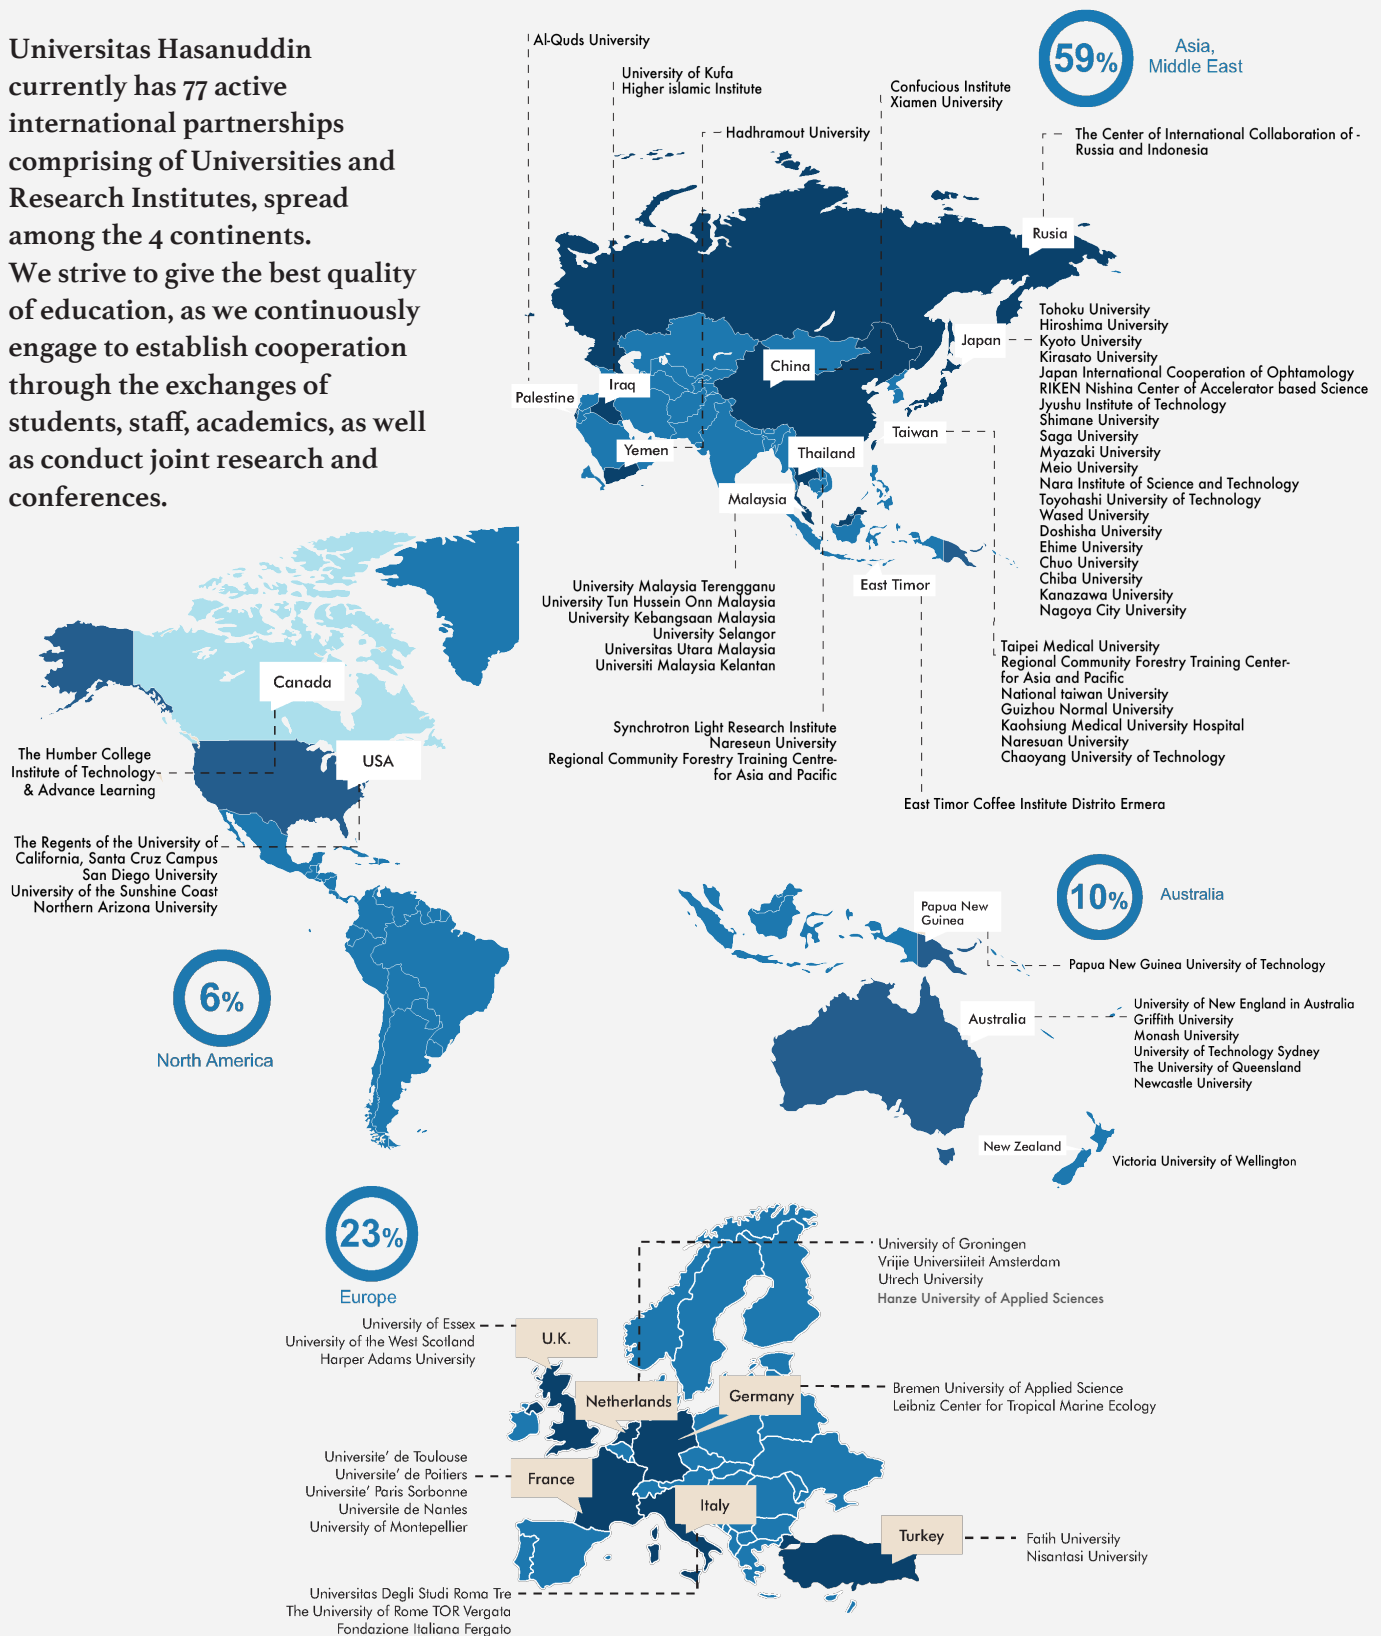 Universitas Hasanuddin
currently has 77 active
international partnerships
comprising of Universities and
Research Institutes, spread
among the 4 continents.
We strive to give the best quality
of education, as we continuously
engage to establish cooperation
through the exchanges of
students, staff, academics, as well
as conduct joint research and
conferences.
59%
Asia,
Middle East
Al-Quds University
University of Kufa
Higher islamic Institute
Hadhramout University
Confucious Institute
Xiamen University
The Center of International Collaboration of -
Russia and Indonesia
Rusia
Japan
China
Iraq
Palestine
Yemen
Taiwan
Thailand
Malaysia
East Timor
Tohoku University
Hiroshima University
Kyoto University
Kirasato University
Japan International Cooperation of Ophtamology
RIKEN Nishina Center of Accelerator based Science
Jyushu Institute of Technology
Shimane University
Saga University
Myazaki University
Meio University
Nara Institute of Science and Technology
Toyohashi University of Technology
Wased University
Doshisha University
Ehime University
Chuo University
Chiba University
Kanazawa University
Nagoya City University
University Malaysia Terengganu
University Tun Hussein Onn Malaysia
University Kebangsaan Malaysia
University Selangor
Universitas Utara Malaysia
Universiti Malaysia Kelantan
Taipei Medical University
Regional Community Forestry Training Center-
for Asia and Pacific
National taiwan University
Guizhou Normal University
Kaohsiung Medical University Hospital
Naresuan University
Chaoyang University of Technology
Synchrotron Light Research Institute
Nareseun University
Regional Community Forestry Training Centre-
for Asia and Pacific
East Timor Coffee Institute Distrito Ermera
Canada
USA
The Humber College
Institute of Technology
& Advance Learning
The Regents of the University of
California, Santa Cruz Campus
San Diego University
University of the Sunshine Coast
Northern Arizona University
6%
North America
10%
Australia
Papua New
Guinea
Papua New Guinea University of Technology
Australia
University of New England in Australia
Griffith University
Monash University
University of Technology Sydney
The University of Queensland
Newcastle University
New Zealand
Victoria University of Wellington
23%
Europe
University of Groningen
Vrijie Universiiteit Amsterdam
Utrech University
Hanze University of Applied Sciences
University of Essex
University of the West Scotland
Harper Adams University
U.K.
Netherlands
Germany
Bremen University of Applied Science
Leibniz Center for Tropical Marine Ecology
Universite' de Toulouse
Universite' de Poitiers
Universite' Paris Sorbonne
Universite de Nantes
University of Montepellier
France
Italy
Turkey
Fatih University
Nisantasi University
Universitas Degli Studi Roma Tre
The University of Rome TOR Vergata
Fondazione Italiana Fergato